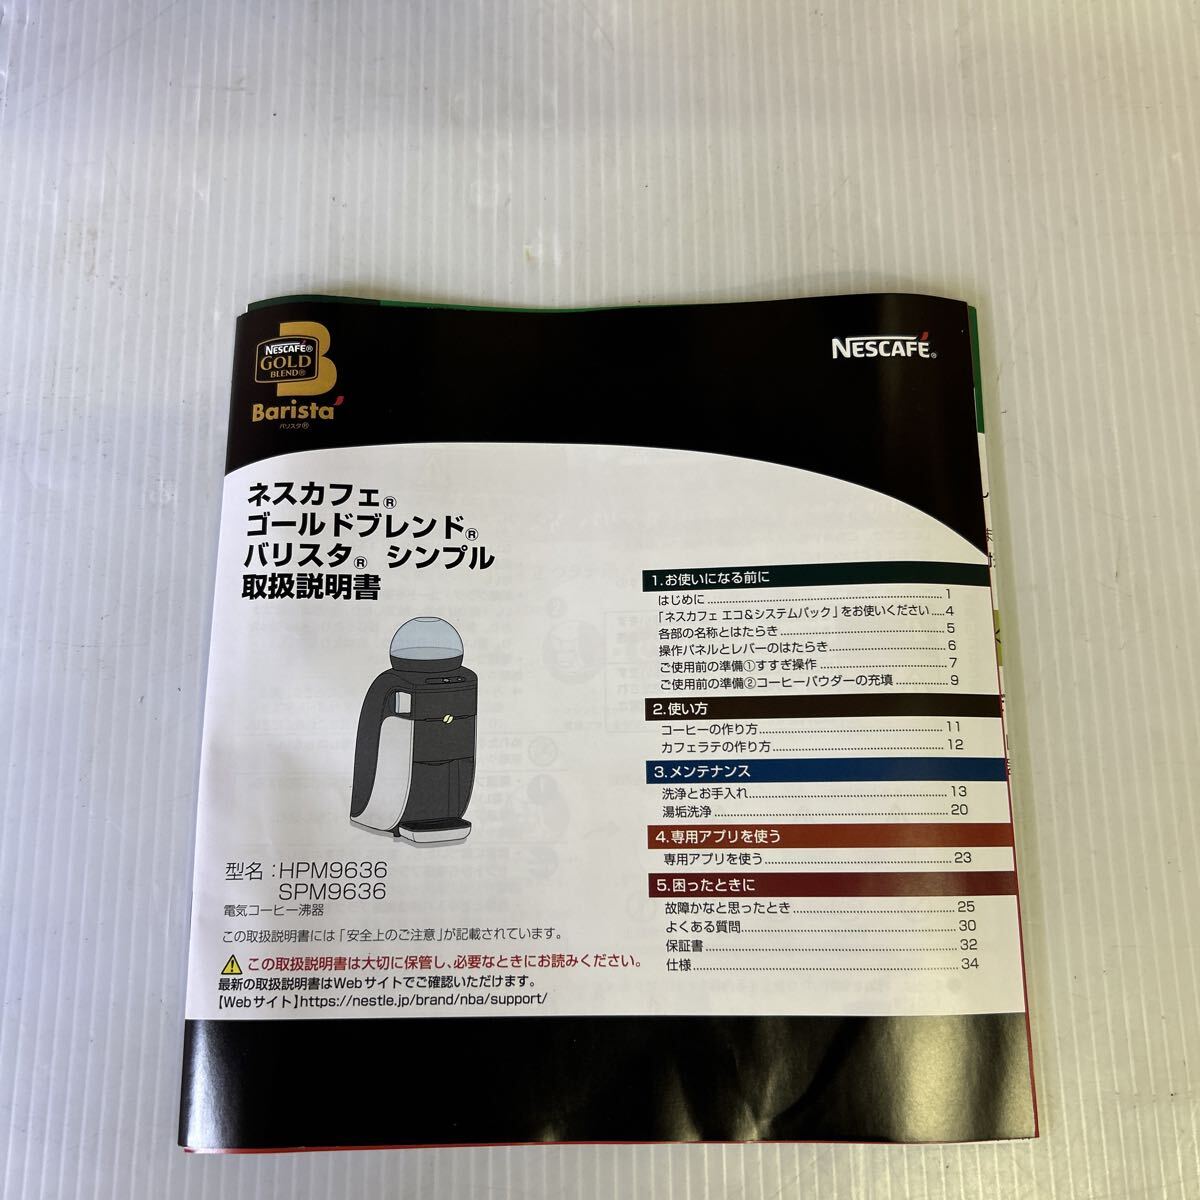 NESCAFÉ®
GOLD
BLEND®
Barista
バリスタ®
NESCAFÉ®
ネスカフェ®
ゴールドブレンド®
バリスタ® シンプル
取扱説明書
型名：HPM9636
SPM9636
電気コーヒー沸器
この取扱説明書には「安全上のご注意」が記載されています。
この取扱説明書は大切に保管し、必要なときにお読みください。
最新の取扱説明書はWebサイトでご確認いただけます。
【Webサイト】https://nestle.jp/brand/nba/support/
1.お使いになる前に
はじめに 1
「ネスカフェ エコ＆システムパック」をお使いください 4
各部の名称とはたらき 5
操作パネルとレバーのはたらき 6
ご使用前の準備①すすぎ操作 7
ご使用前の準備②コーヒーパウダーの充填 9
2.使い方
コーヒーの作り方 11
カフェラテの作り方 12
3.メンテナンス
洗浄とお手入れ 13
湯垢洗浄 20
4.専用アプリを使う
専用アプリを使う 23
5.困ったときに
故障かなと思ったとき 25
よくある質問 30
保証書 32
仕様 34